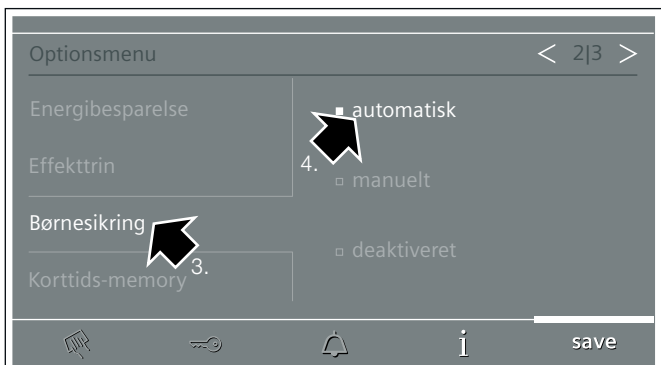 Optionsmenu < 2|3 >
Energibesparelse
Effekttrin
Børnesikring
3.
Korttids-memory
automatisk
4.
manuelt
deaktiveret
i
save